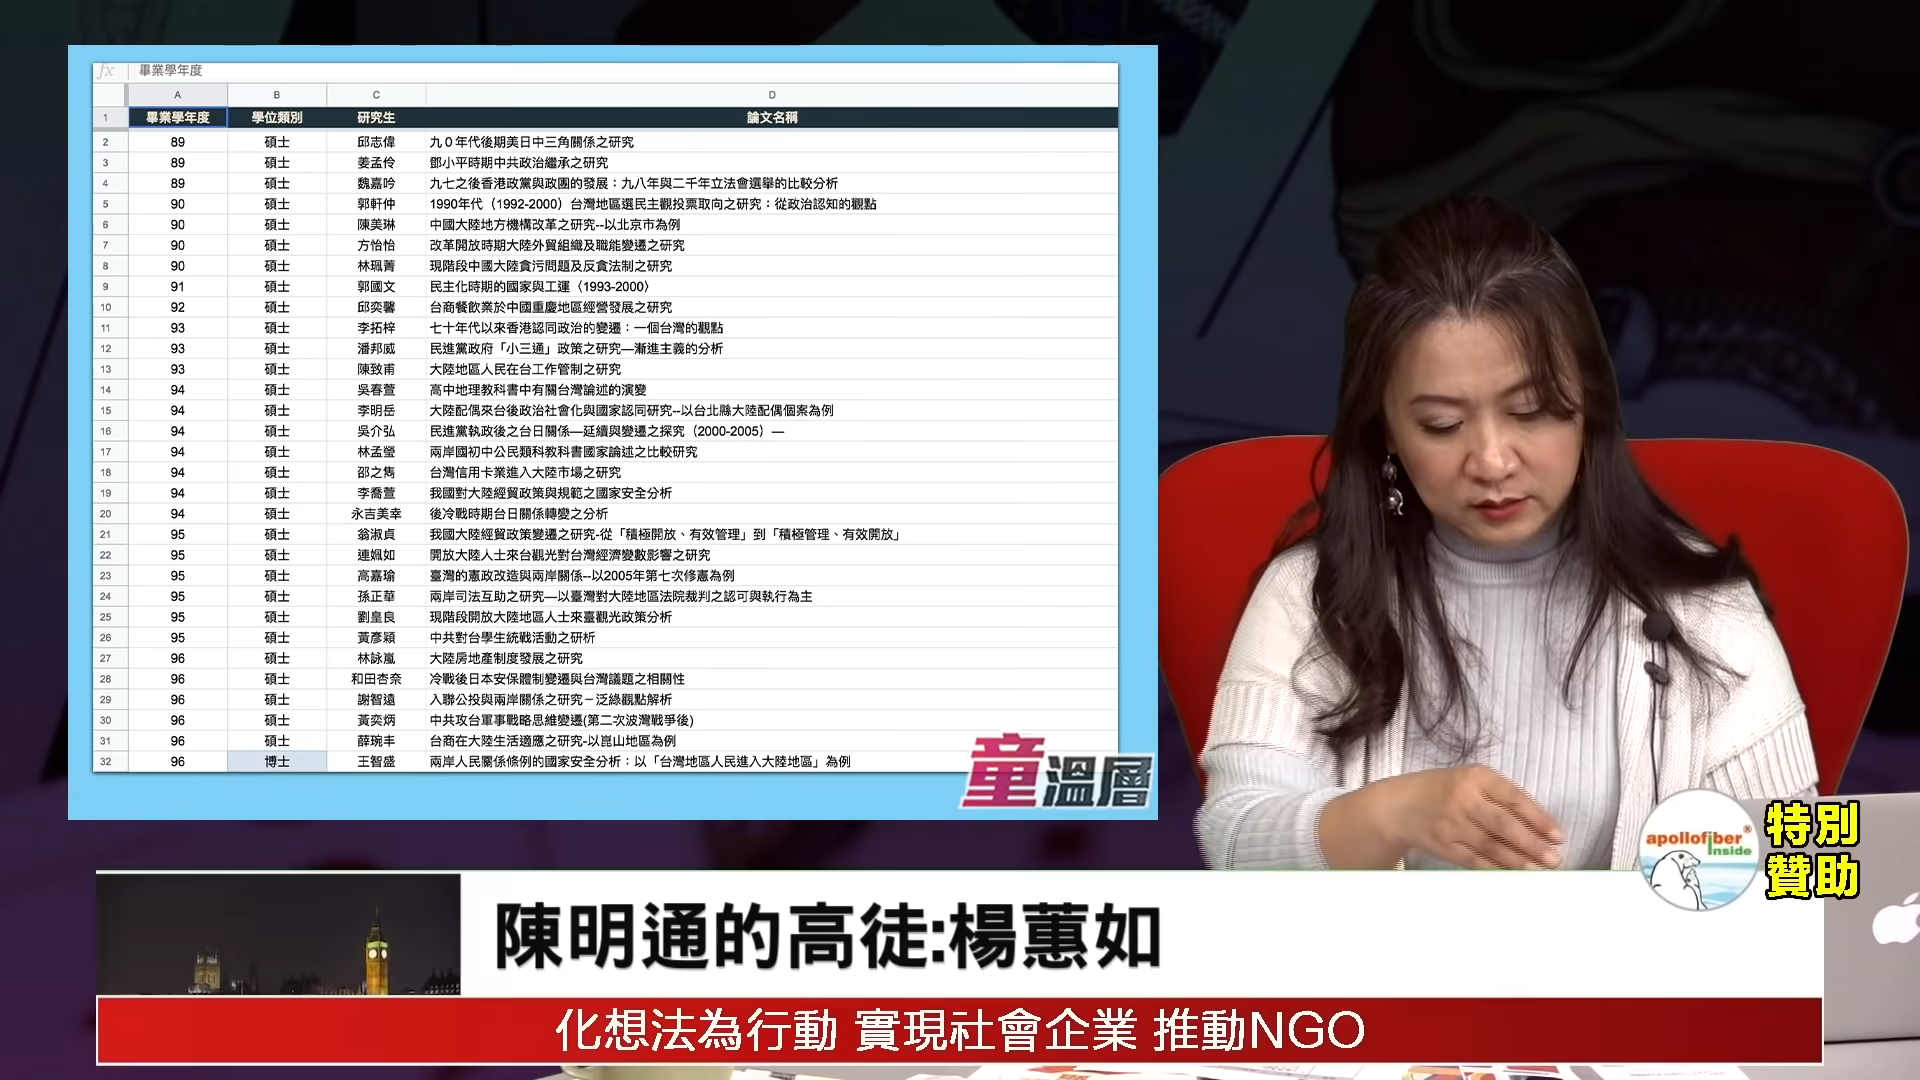 fx 畢業學年度
A B C D
1 畢業學年度 學位類別 研究生 論文名稱
2 89 碩士 邱志偉 九0年代後期美日中三角關係之研究
3 89 碩士 姜孟伶 鄧小平時期中共政治繼承之研究
4 89 碩士 魏嘉吟 九七之後香港政黨與政團的發展：九八年與二千年立法會選舉的比較分析
5 90 碩士 郭軒仲 1990年代（1992-2000）台灣地區選民主觀投票取向之研究：從政治認知的觀點
6 90 碩士 陳美琳 中國大陸地方機構改革之研究--以北京市為例
7 90 碩士 方怡怡 改革開放時期大陸外貿組織及職能變遷之研究
8 90 碩士 林珮菁 現階段中國大陸貪污問題及反貪法制之研究
9 91 碩士 郭國文 民主化時期的國家與工運（1993-2000）
10 92 碩士 邱奕馨 台商餐飲業於中國重慶地區經營發展之研究
11 93 碩士 李拓梓 七十年代以來香港認同政治的變遷：一個台灣的觀點
12 93 碩士 潘邦威 民進黨政府「小三通」政策之研究—漸進主義的分析
13 93 碩士 陳致甫 大陸地區人民在台工作管制之研究
14 94 碩士 吳春萱 高中地理教科書中有關台灣論述的演變
15 94 碩士 李明岳 大陸配偶來台後政治社會化與國家認同研究--以台北縣大陸配偶個案為例
16 94 碩士 吳介弘 民進黨執政後之台日關係—延續與變遷之探究（2000-2005）—
17 94 碩士 林孟瑩 兩岸國初中公民類科教科書國家論述之比較研究
18 94 碩士 邵之雋 台灣信用卡業進入大陸市場之研究
19 94 碩士 李喬萱 我國對大陸經貿政策與規範之國家安全分析
20 94 碩士 永吉美幸 後冷戰時期台日關係轉變之分析
21 95 碩士 翁淑貞 我國大陸經貿政策變遷之研究-從「積極開放、有效管理」到「積極管理、有效開放」
22 95 碩士 連姵如 開放大陸人士來台觀光對台灣經濟變數影響之研究
23 95 碩士 高嘉瑜 臺灣的憲政改造與兩岸關係--以2005年第七次修憲為例
24 95 碩士 孫正華 兩岸司法互助之研究—以臺灣對大陸地區法院裁判之認可與執行為主
25 95 碩士 劉皇良 現階段開放大陸地區人士來臺觀光政策分析
26 95 碩士 黃彥穎 中共對台學生統戰活動之研析
27 96 碩士 林詠嵐 大陸房地產制度發展之研究
28 96 碩士 和田杏奈 冷戰後日本安保體制變遷與台灣議題之相關性
29 96 碩士 謝智遠 入聯公投與兩岸關係之研究－泛綠觀點解析
30 96 碩士 黃奕炳 中共攻台軍事戰略思維變遷(第二次波灣戰爭後)
31 96 碩士 薛琬丰 台商在大陸生活適應之研究-以崑山地區為例
32 96 博士 王智盛 兩岸人民關係條例的國家安全分析：以「台灣地區人民進入大陸地區」為例
童溫層
apollofiber®
inside
特別
贊助
陳明通的高徒:楊蕙如
化想法為行動 實現社會企業 推動NGO